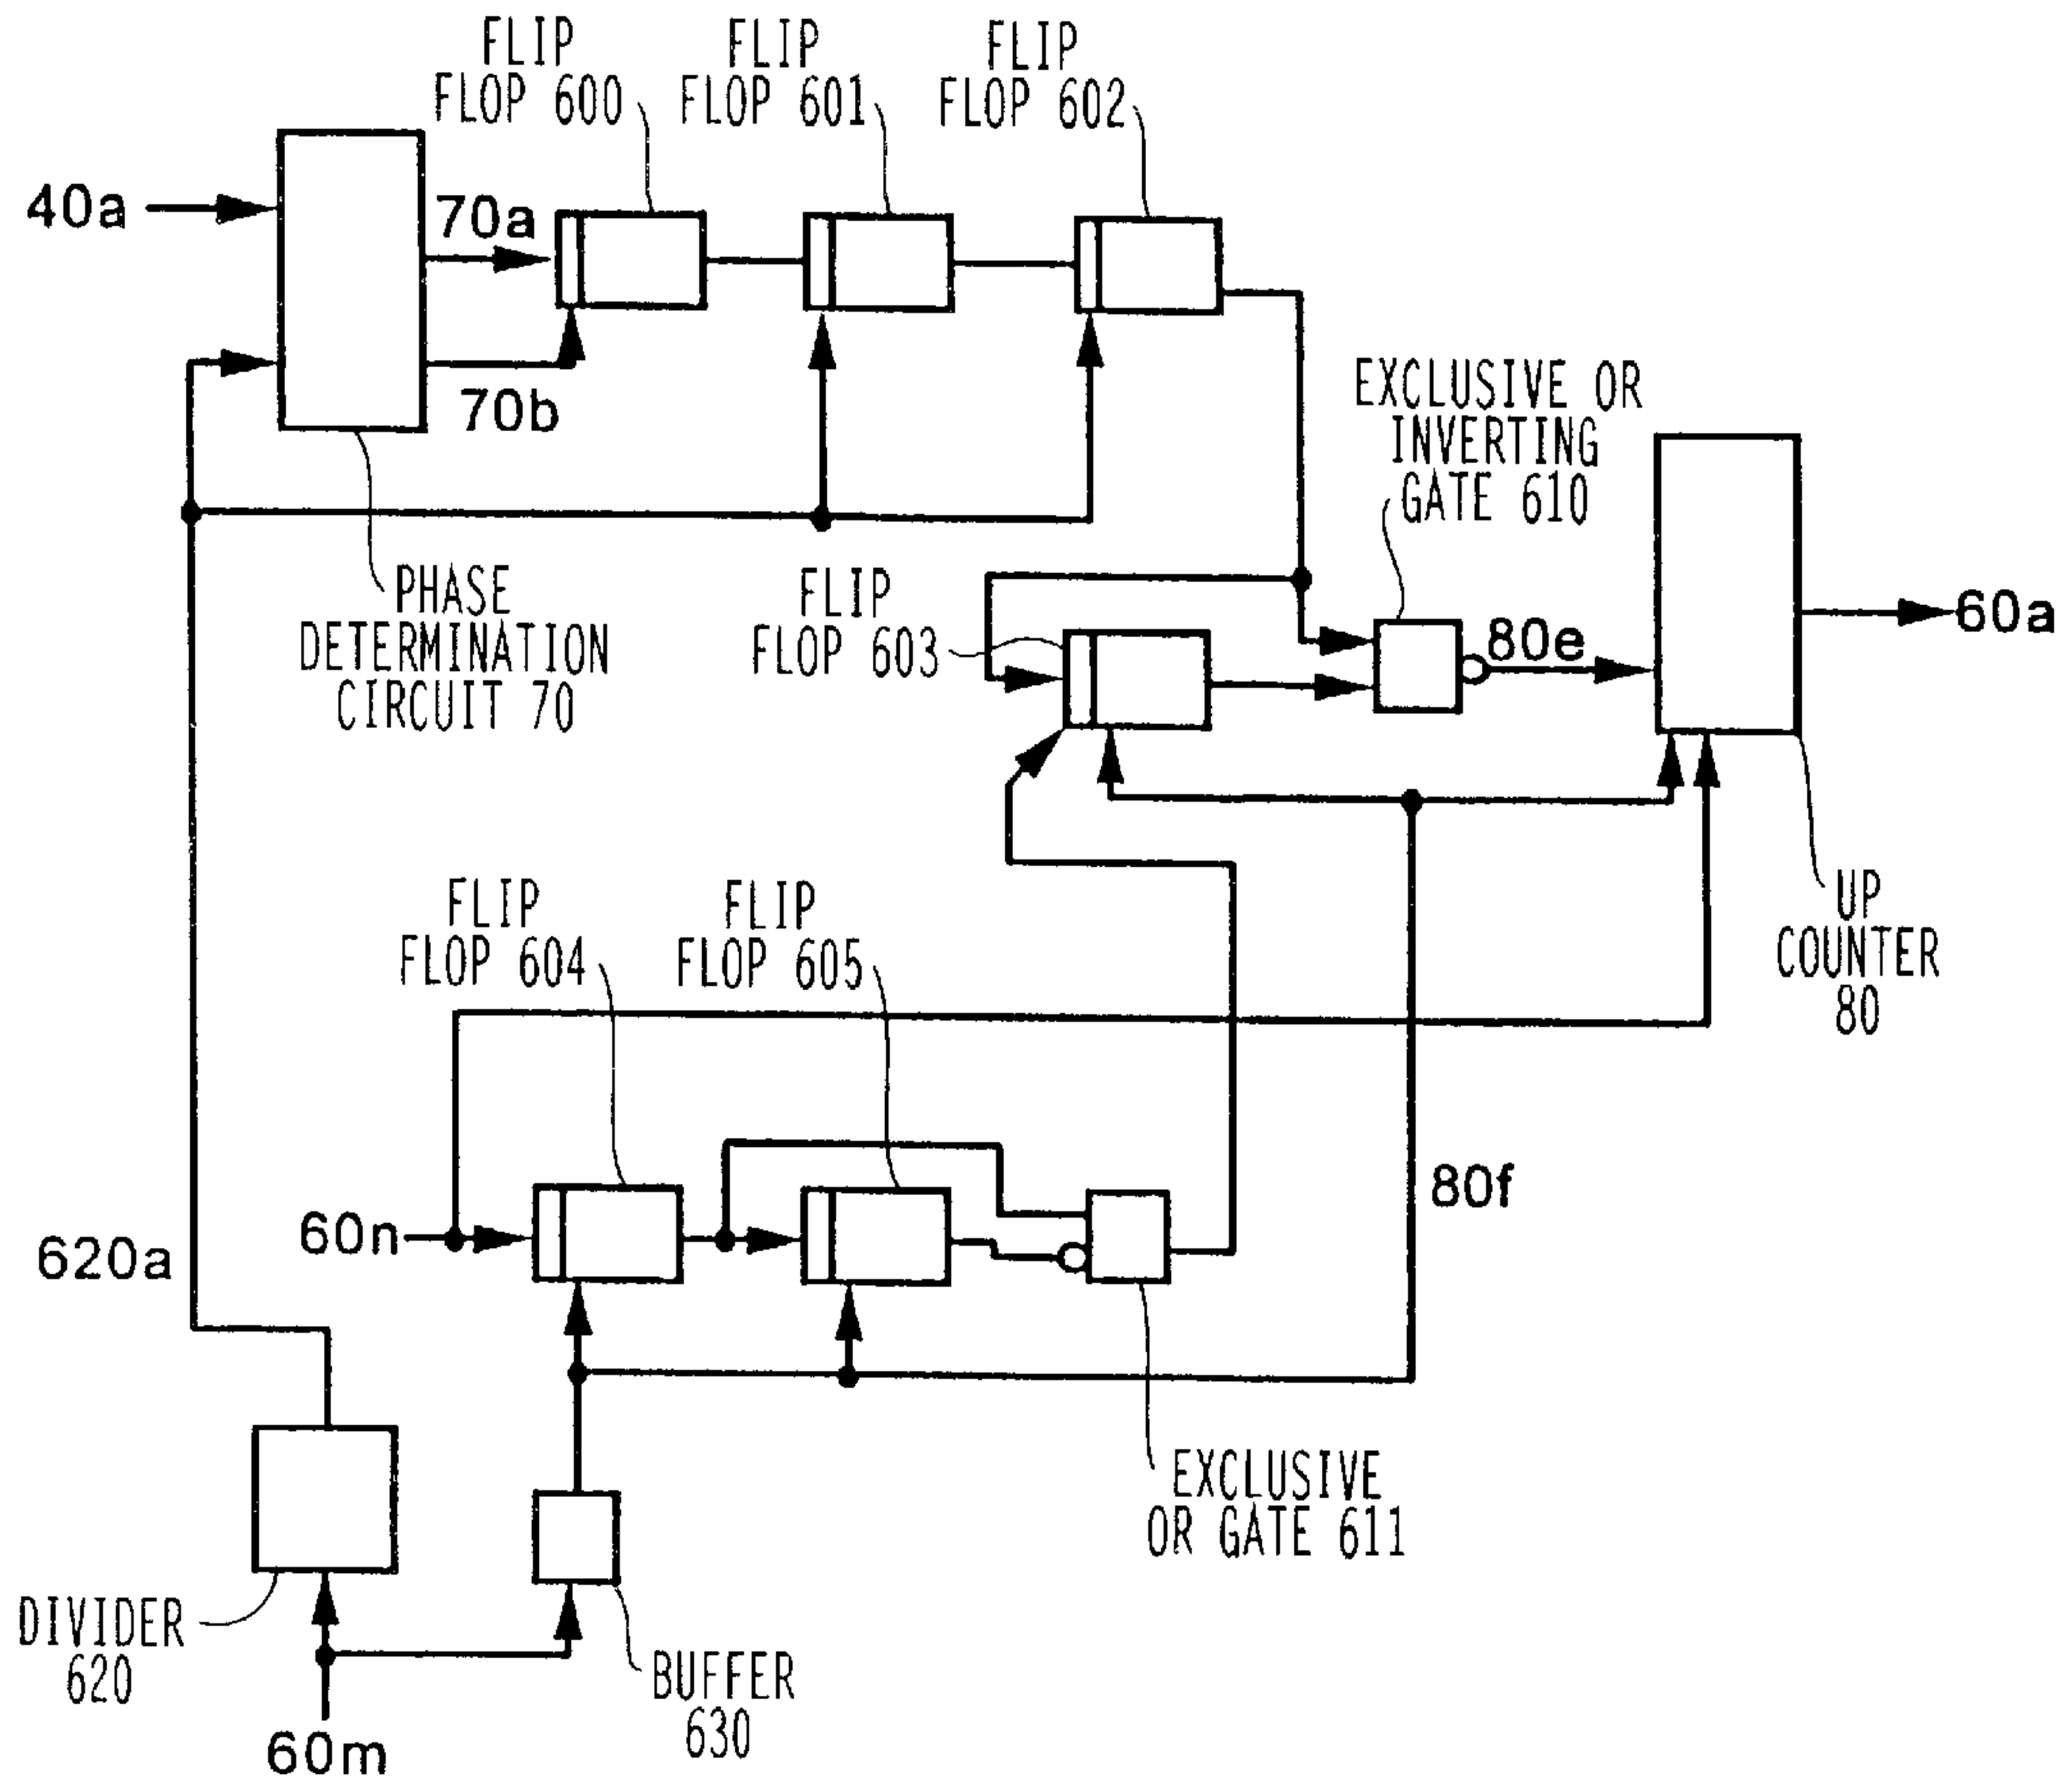 FLIP
FLOP 600
FLIP
FLOP 601
FLIP
FLOP 602
40a
70a
70b
EXCLUSIVE OR
INVERTING
GATE 610
PHASE
DETERMINATION
CIRCUIT 70
FLIP
FLOP 603
80e
60a
UP
COUNTER
80
FLIP
FLOP 604
FLIP
FLOP 605
60n
80f
620a
EXCLUSIVE
OR GATE 611
DIVIDER
620
BUFFER
630
60m